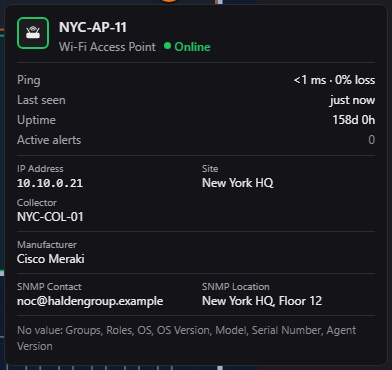 NYC-AP-11
Wi-Fi Access Point ● Online
Ping <1 ms · 0% loss
Last seen just now
Uptime 158d 0h
Active alerts 0
IP Address Site
10.10.0.21 New York HQ
Collector
NYC-COL-01
Manufacturer
Cisco Meraki
SNMP Contact SNMP Location
noc@haldengroup.example New York HQ, Floor 12
No value: Groups, Roles, OS, OS Version, Model, Serial Number, Agent
Version